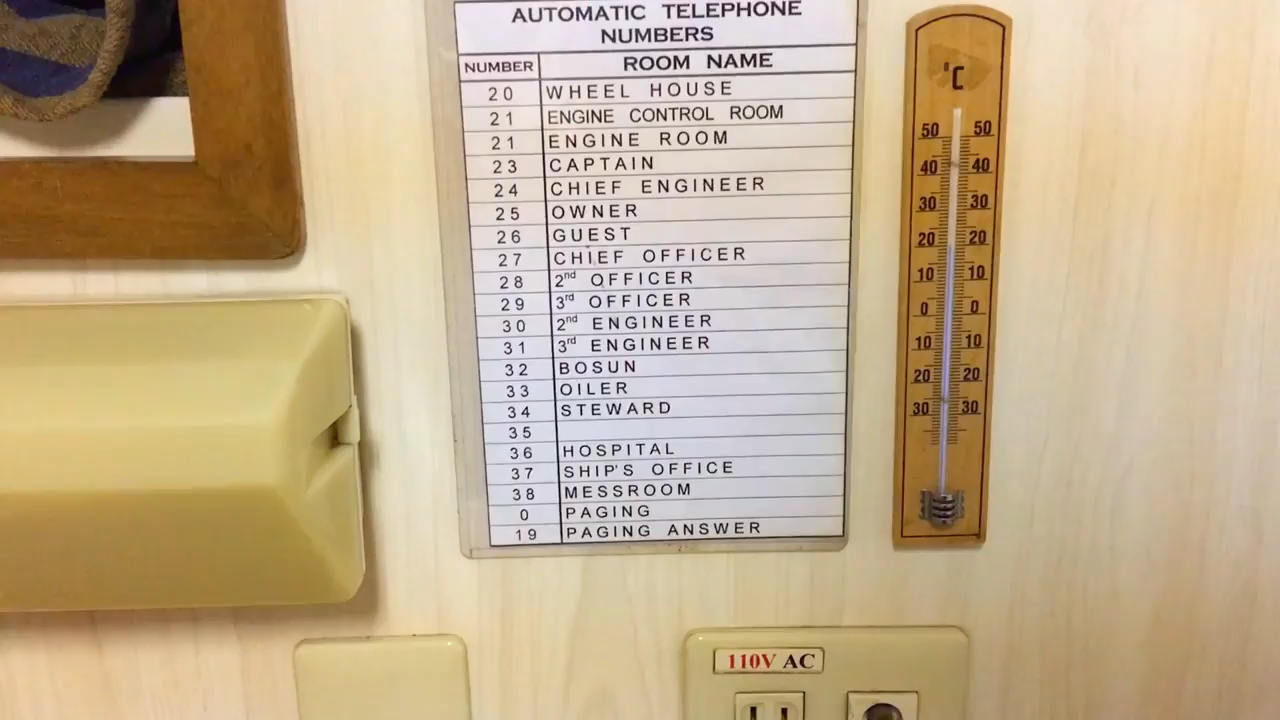 AUTOMATIC TELEPHONE
NUMBERS
NUMBER ROOM NAME
20 WHEEL HOUSE
21 ENGINE CONTROL ROOM
21 ENGINE ROOM
23 CAPTAIN
24 CHIEF ENGINEER
25 OWNER
26 GUEST
27 CHIEF OFFICER
28 2nd OFFICER
29 3rd OFFICER
30 2nd ENGINEER
31 3rd ENGINEER
32 BOSUN
33 OILER
34 STEWARD
35
36 HOSPITAL
37 SHIP'S OFFICE
38 MESSROOM
0 PAGING
19 PAGING ANSWER
°C
50 50
40 40
30 30
20 20
10 10
0 0
10 10
20 20
30 30
110V AC